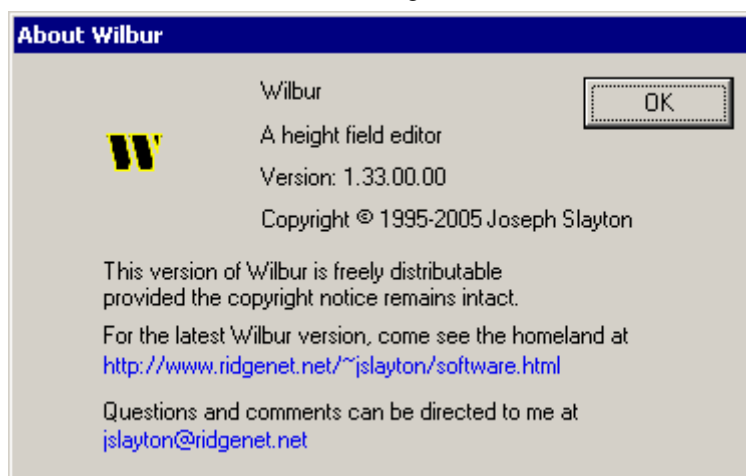 About Wilbur
Wilbur
OK
A height field editor
W
Version: 1.33.00.00
Copyright © 1995-2005 Joseph Slayton
This version of Wilbur is freely distributable
provided the copyright notice remains intact.
For the latest Wilbur version, come see the homeland at
http://www.ridgenet.net/~jslayton/software.html
Questions and comments can be directed to me at
jslayton@ridgenet.net